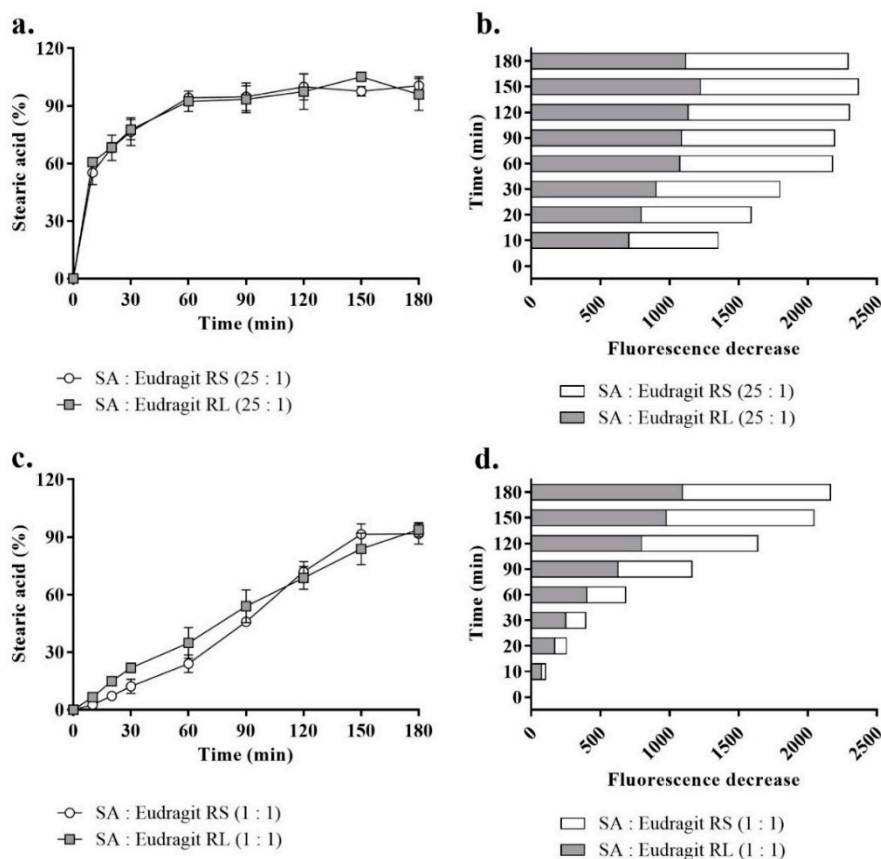 a.
120
90
60
30
0
Stearic acid (%)
0 30 60 90 120 150 180
Time (min)
SA : Eudragit RS (25 : 1)
SA : Eudragit RL (25 : 1)
b.
180
150
120
90
60
30
20
10
0
Time (min)
0 500 1000 1500 2000 2500
Fluorescence decrease
SA : Eudragit RS (25 : 1)
SA : Eudragit RL (25 : 1)
c.
120
90
60
30
0
Stearic acid (%)
0 30 60 90 120 150 180
Time (min)
SA : Eudragit RS (1 : 1)
SA : Eudragit RL (1 : 1)
d.
180
150
120
90
60
30
20
10
0
Time (min)
0 500 1000 1500 2000 2500
Fluorescence decrease
SA : Eudragit RS (1 : 1)
SA : Eudragit RL (1 : 1)